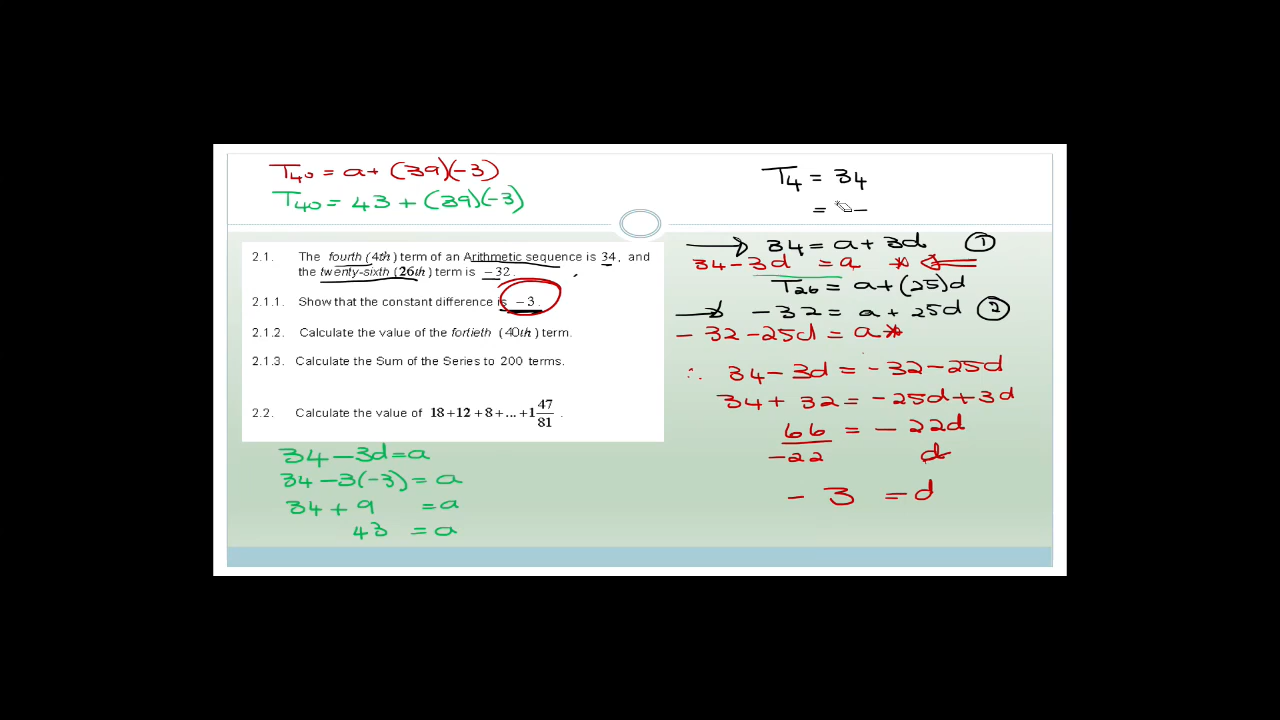 T40 = a + (39)(-3)
T40 = 43 + (39)(-3)
T4 = 34
=
2.1. The fourth (4th) term of an Arithmetic sequence is 34, and
the twenty-sixth (26th) term is -32.
2.1.1. Show that the constant difference is -3.
2.1.2. Calculate the value of the fortieth (40th) term.
2.1.3. Calculate the Sum of the Series to 200 terms.
2.2. Calculate the value of 18+12+8+...+1 47/81.
34 - 3d = a
34 - 3(-3) = a
34 + 9 = a
43 = a
34 = a + 3d ①
34 - 3d = a *
T26 = a + (25)d
-32 = a + 25d ②
-32 - 25d = a *
∴ 34 - 3d = -32 - 25d
34 + 32 = -25d + 3d
66 = -22d
-22 d
-3 = d